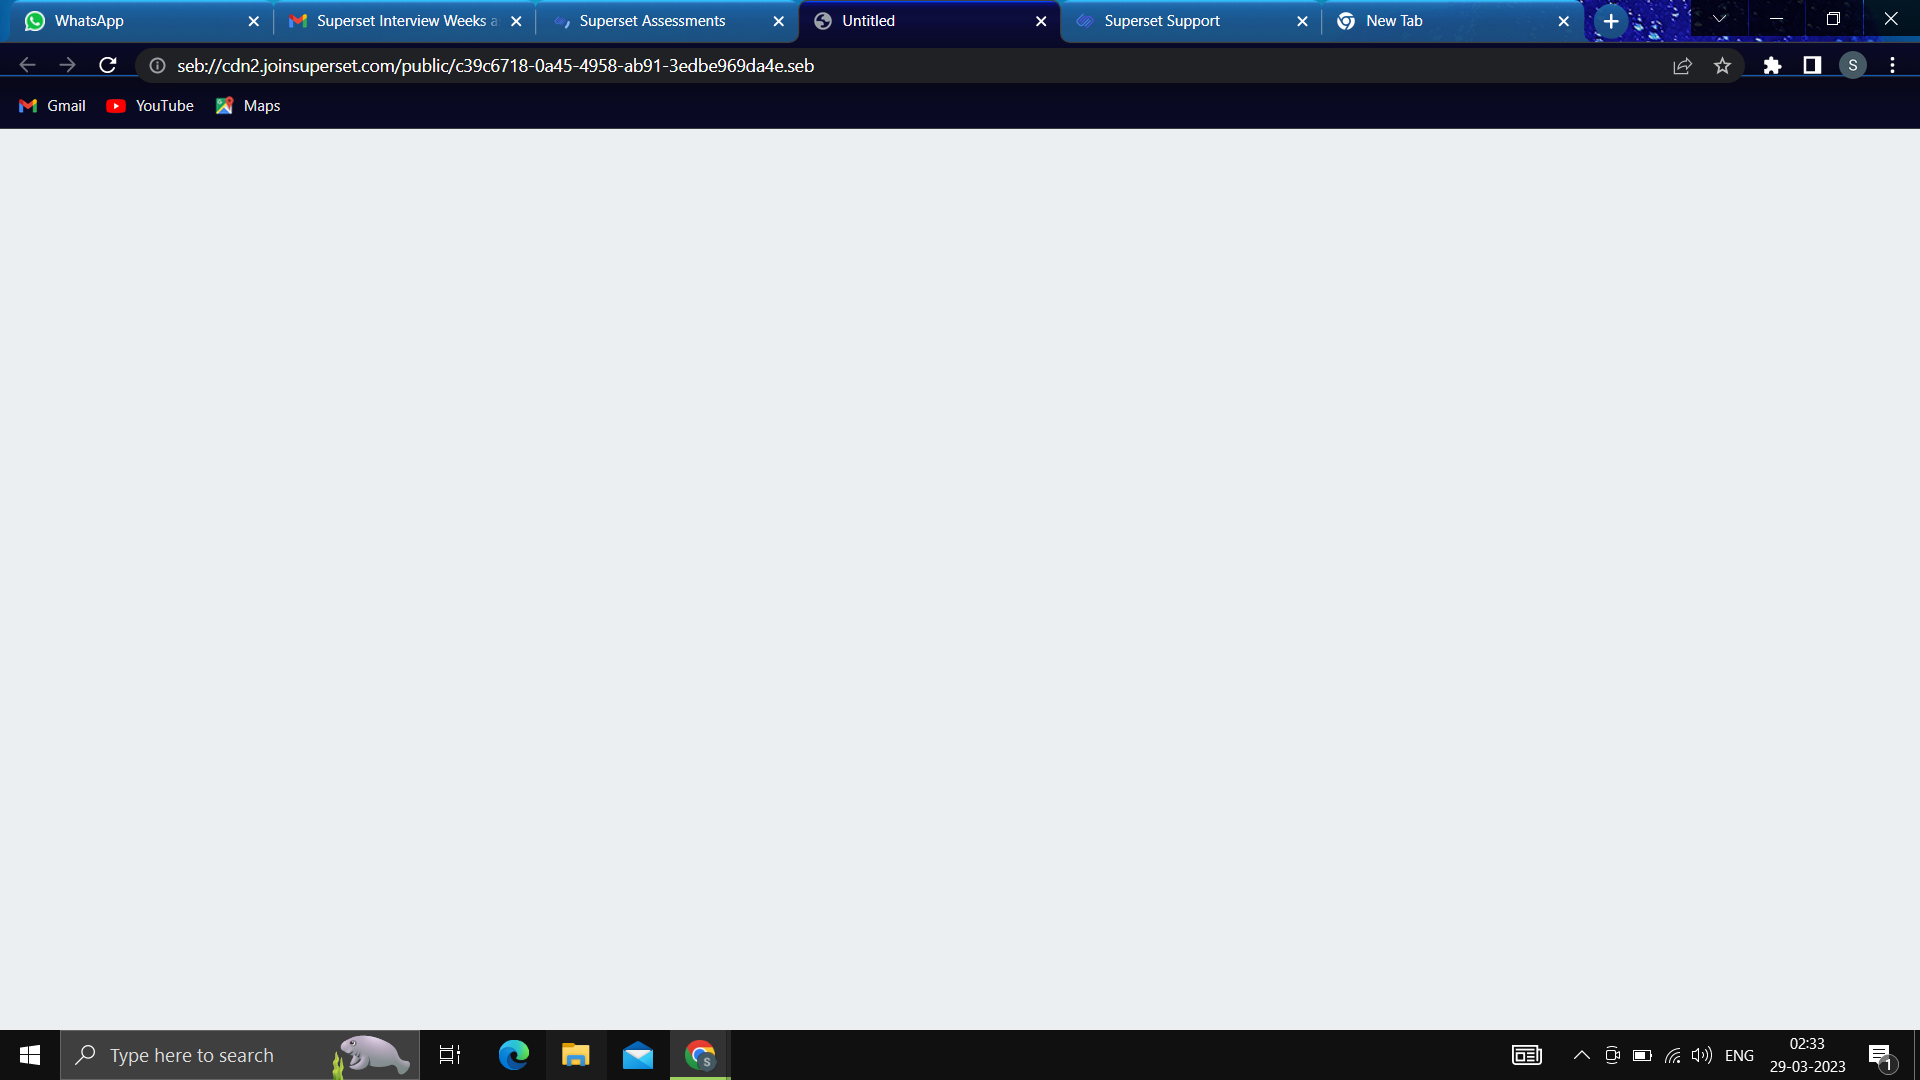 WhatsApp
Superset Interview Weeks a
Superset Assessments
Untitled
Superset Support
New Tab
seb://cdn2.joinsuperset.com/public/c39c6718-0a45-4958-ab91-3edbe969da4e.seb
S
Gmail
YouTube
Maps
Type here to search
S
ENG
02:33
29-03-2023
1